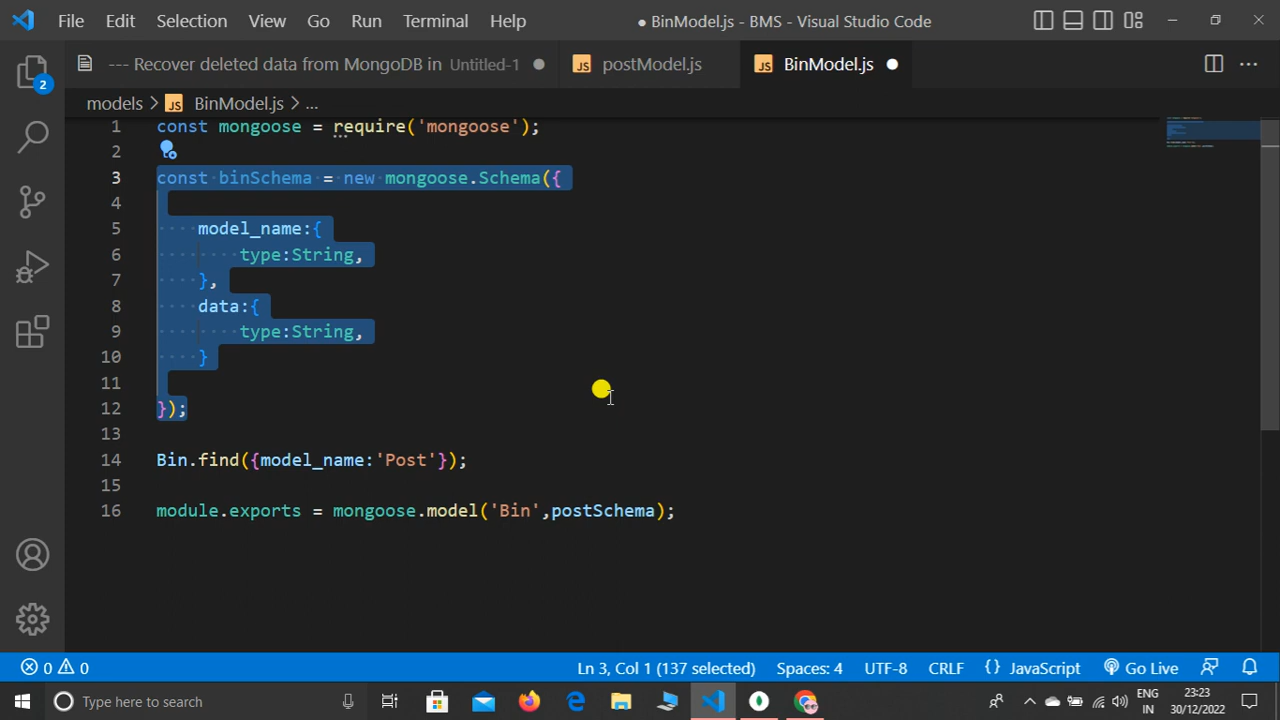 File Edit Selection View Go Run Terminal Help ● BinModel.js - BMS - Visual Studio Code
--- Recover deleted data from MongoDB in Untitled-1 ● JS postModel.js JS BinModel.js ●
models > JS BinModel.js > ...
2
1 const mongoose = require('mongoose');
2
3 const binSchema = new mongoose.Schema({
4
5 model_name:{
6 type:String,
7 },
8 data:{
9 type:String,
10 }
11
12 });
13
14 Bin.find({model_name:'Post'});
15
16 module.exports = mongoose.model('Bin',postSchema);
0 0 Ln 3, Col 1 (137 selected) Spaces: 4 UTF-8 CRLF {} JavaScript Go Live
Type here to search
ENG
IN
23:23
30/12/2022